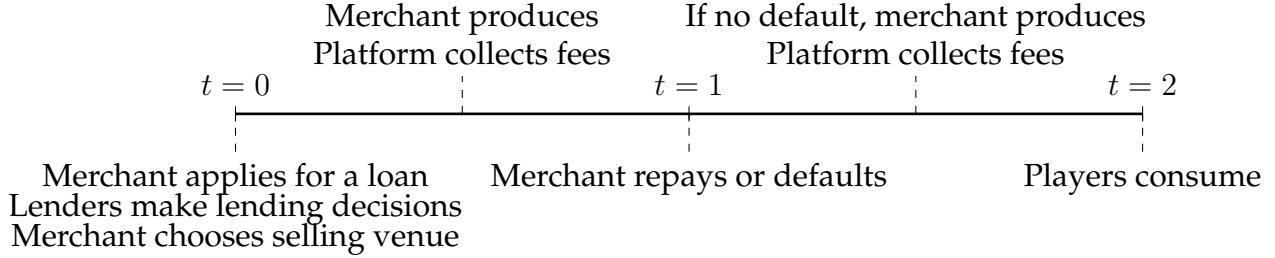 Merchant produces
Platform collects fees
If no default, merchant produces
Platform collects fees
t = 0
t = 1
t = 2
Merchant applies for a loan
Lenders make lending decisions
Merchant chooses selling venue
Merchant repays or defaults
Players consume